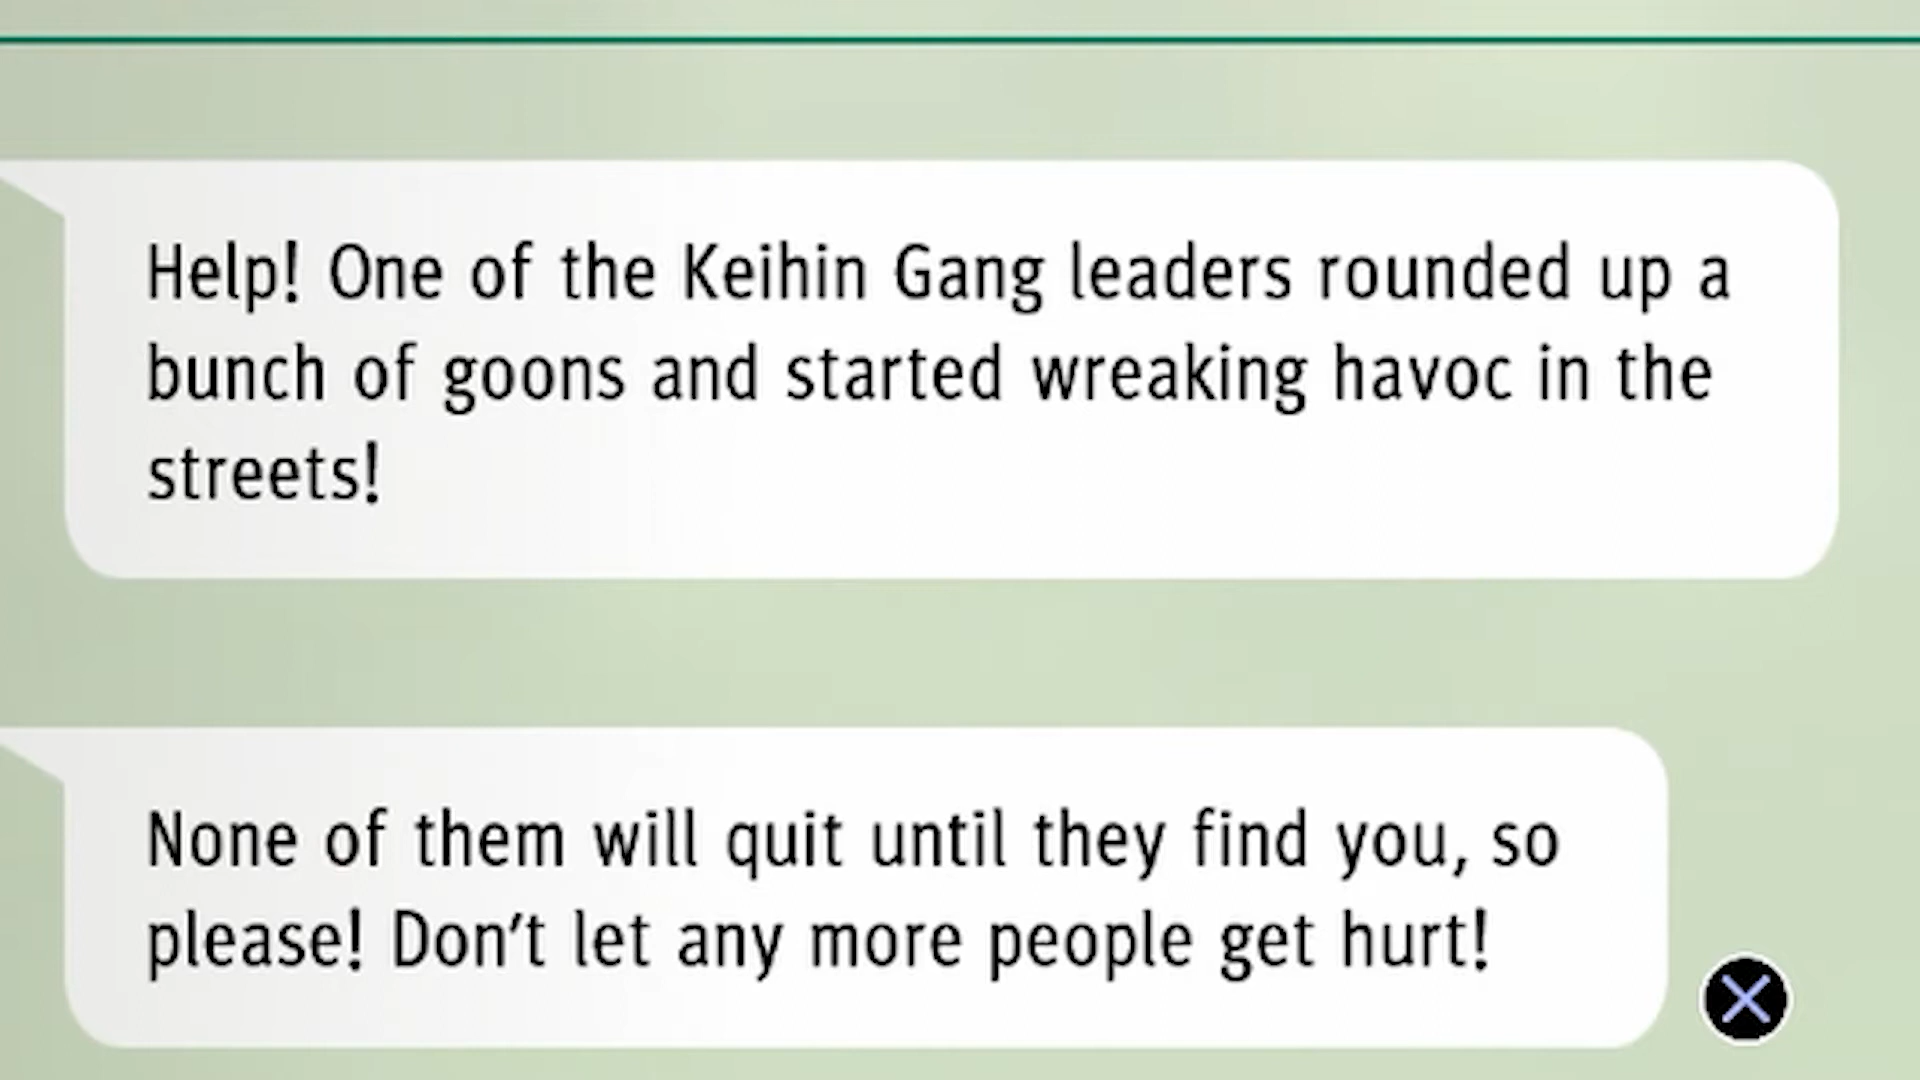 Help! One of the Keihin Gang leaders rounded up a
bunch of goons and started wreaking havoc in the
streets!
None of them will quit until they find you, so
please! Don’t let any more people get hurt!